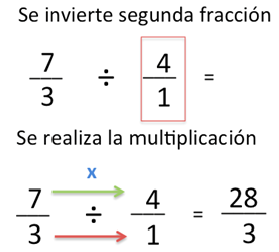 Se invierte segunda fracción
7/3 ÷ 4/1 =
Se realiza la multiplicación
x
7/3 ÷ 4/1 = 28/3